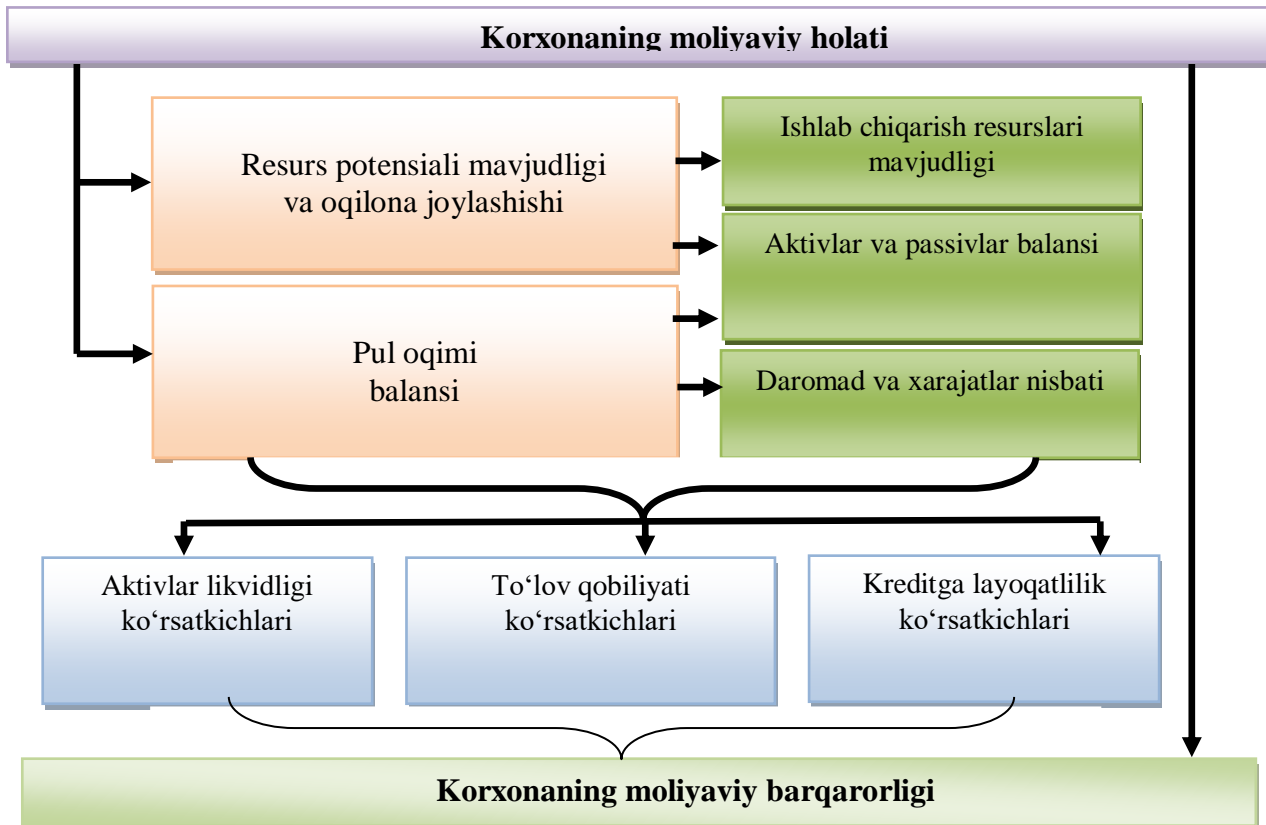 Korxonaning moliyaviy holati
Resurs potensiali mavjudligi
va oqilona joylashishi
Ishlab chiqarish resurslari
mavjudligi
Aktivlar va passivlar balansi
Pul oqimi
balansi
Daromad va xarajatlar nisbati
Aktivlar likvidligi
ko‘rsatkichlari
To‘lov qobiliyati
ko‘rsatkichlari
Kreditga layoqatlilik
ko‘rsatkichlari
Korxonaning moliyaviy barqarorligi